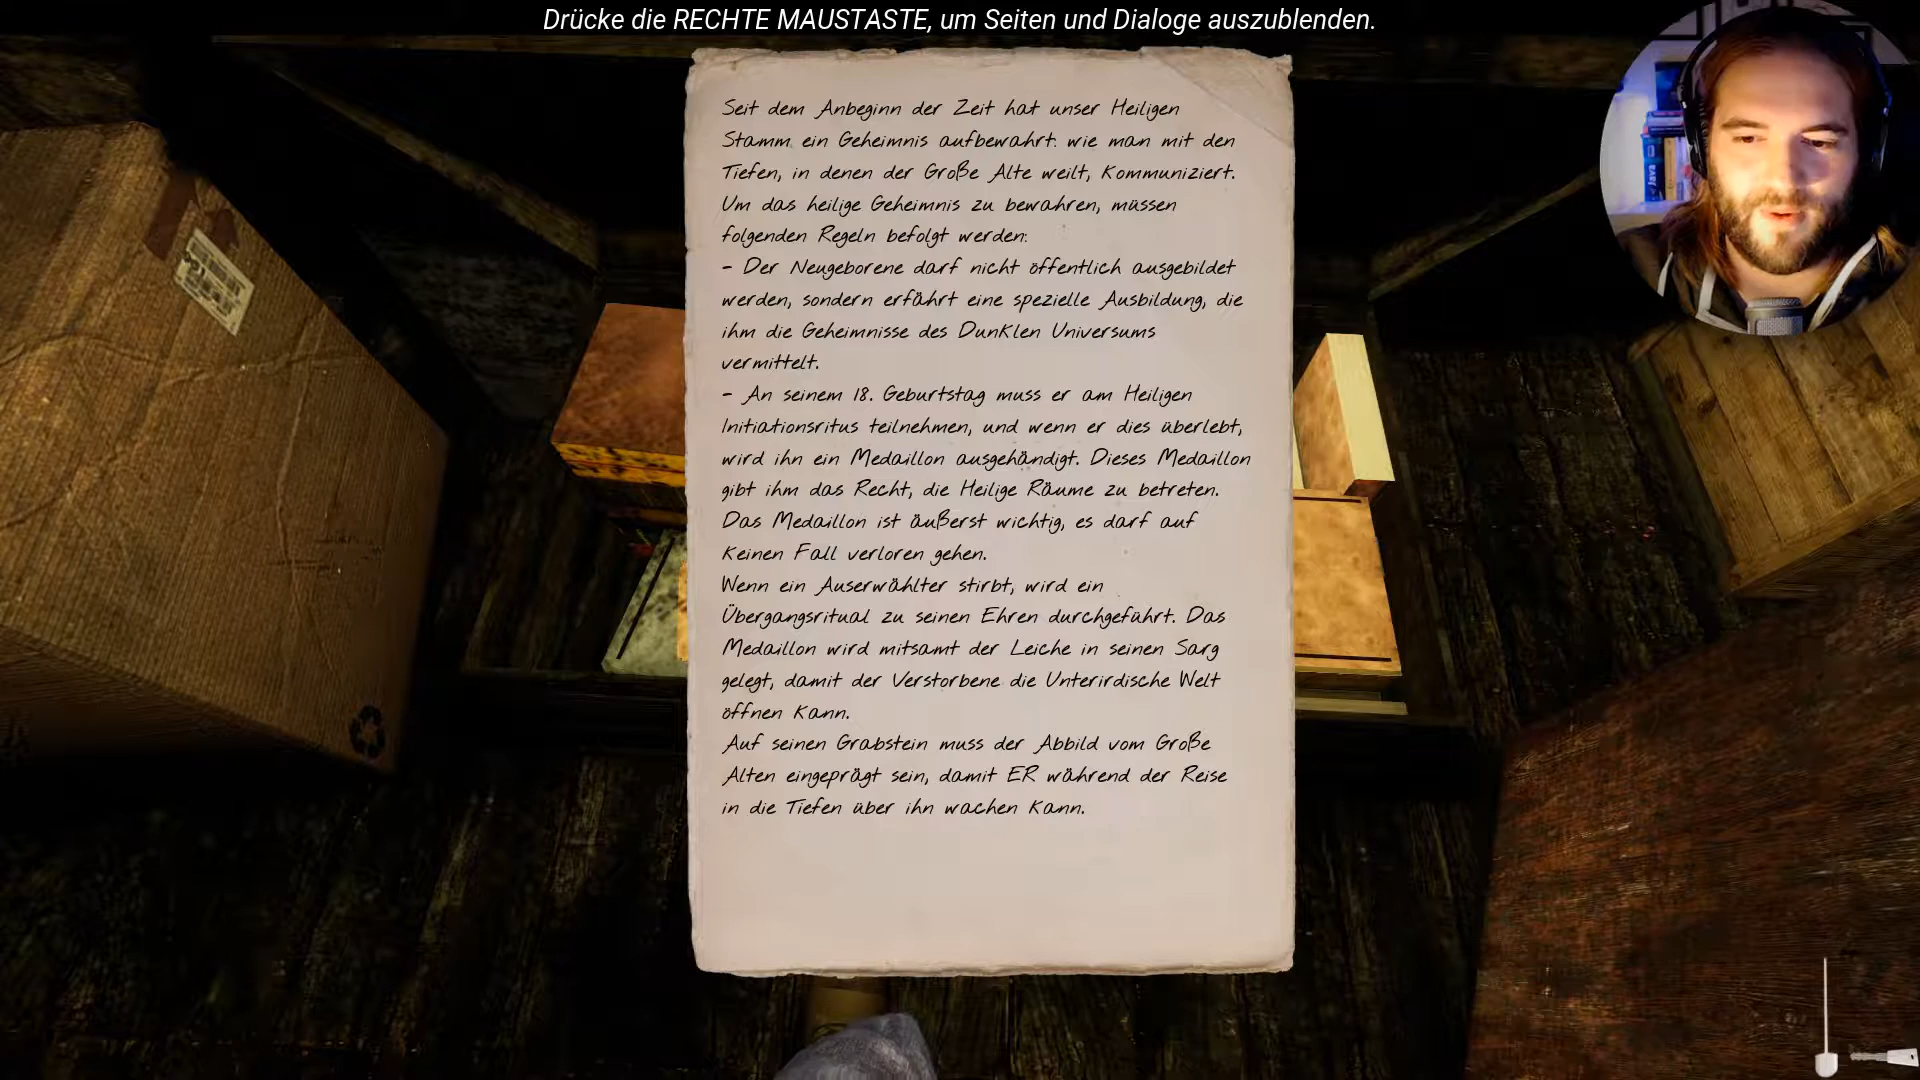 Drücke die RECHTE MAUSTASTE, um Seiten und Dialoge auszublenden.
Seit dem Anbeginn der Zeit hat unser Heiligen
Stamm ein Geheimnis aufbewahrt: wie man mit den
Tiefen, in denen der Große Alte weilt, kommuniziert.
Um das heilige Geheimnis zu bewahren, müssen
folgenden Regeln befolgt werden:
- Der Neugeborene darf nicht öffentlich ausgebildet
werden, sondern erfährt eine spezielle Ausbildung, die
ihm die Geheimnisse des Dunklen Universums
vermittelt.
- An seinem 18. Geburtstag muss er am Heiligen
Initiationsritus teilnehmen, und wenn er dies überlebt,
wird ihn ein Medaillon ausgehändigt. Dieses Medaillon
gibt ihm das Recht, die Heilige Räume zu betreten.
Das Medaillon ist äußerst wichtig, es darf auf
keinen Fall verloren gehen.
Wenn ein Auserwählter stirbt, wird ein
Übergangsritual zu seinen Ehren durchgeführt. Das
Medaillon wird mitsamt der Leiche in seinen Sarg
gelegt, damit der Verstorbene die Unterirdische Welt
öffnen kann.
Auf seinen Grabstein muss der Abbild vom Große
Alten eingeprägt sein, damit ER während der Reise
in die Tiefen über ihn wachen kann.
Java